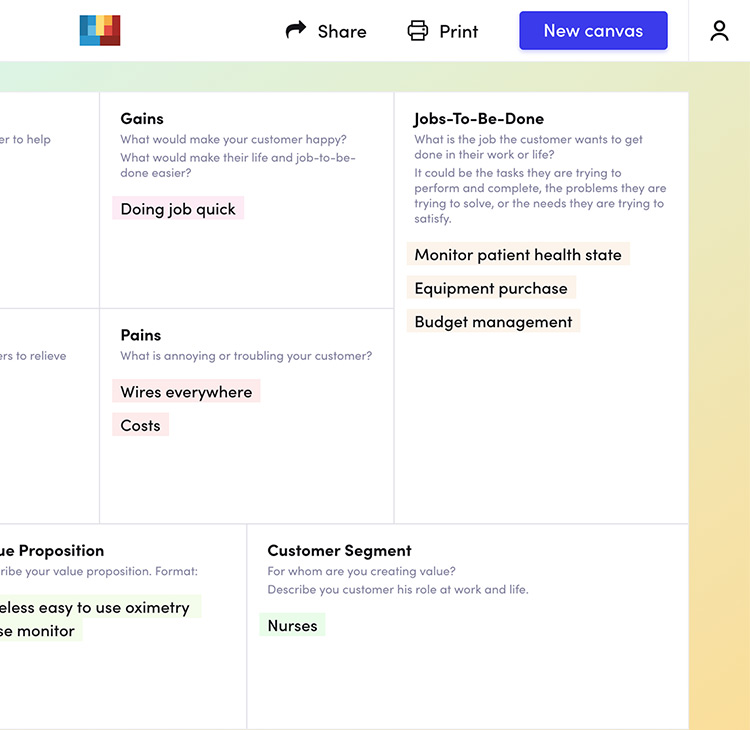 Share
Print
New canvas
er to help
Gains
What would make your customer happy?
What would make their life and job-to-be-
done easier?
Doing job quick
Jobs-To-Be-Done
What is the job the customer wants to get
done in their work or life?
It could be the tasks they are trying to
perform and complete, the problems they are
trying to solve, or the needs they are trying to
satisfy.
Monitor patient health state
Equipment purchase
Budget management
ers to relieve
Pains
What is annoying or troubling your customer?
Wires everywhere
Costs
ue Proposition
ribe your value proposition. Format:
eless easy to use oximetry
se monitor
Customer Segment
For whom are you creating value?
Describe you customer his role at work and life.
Nurses